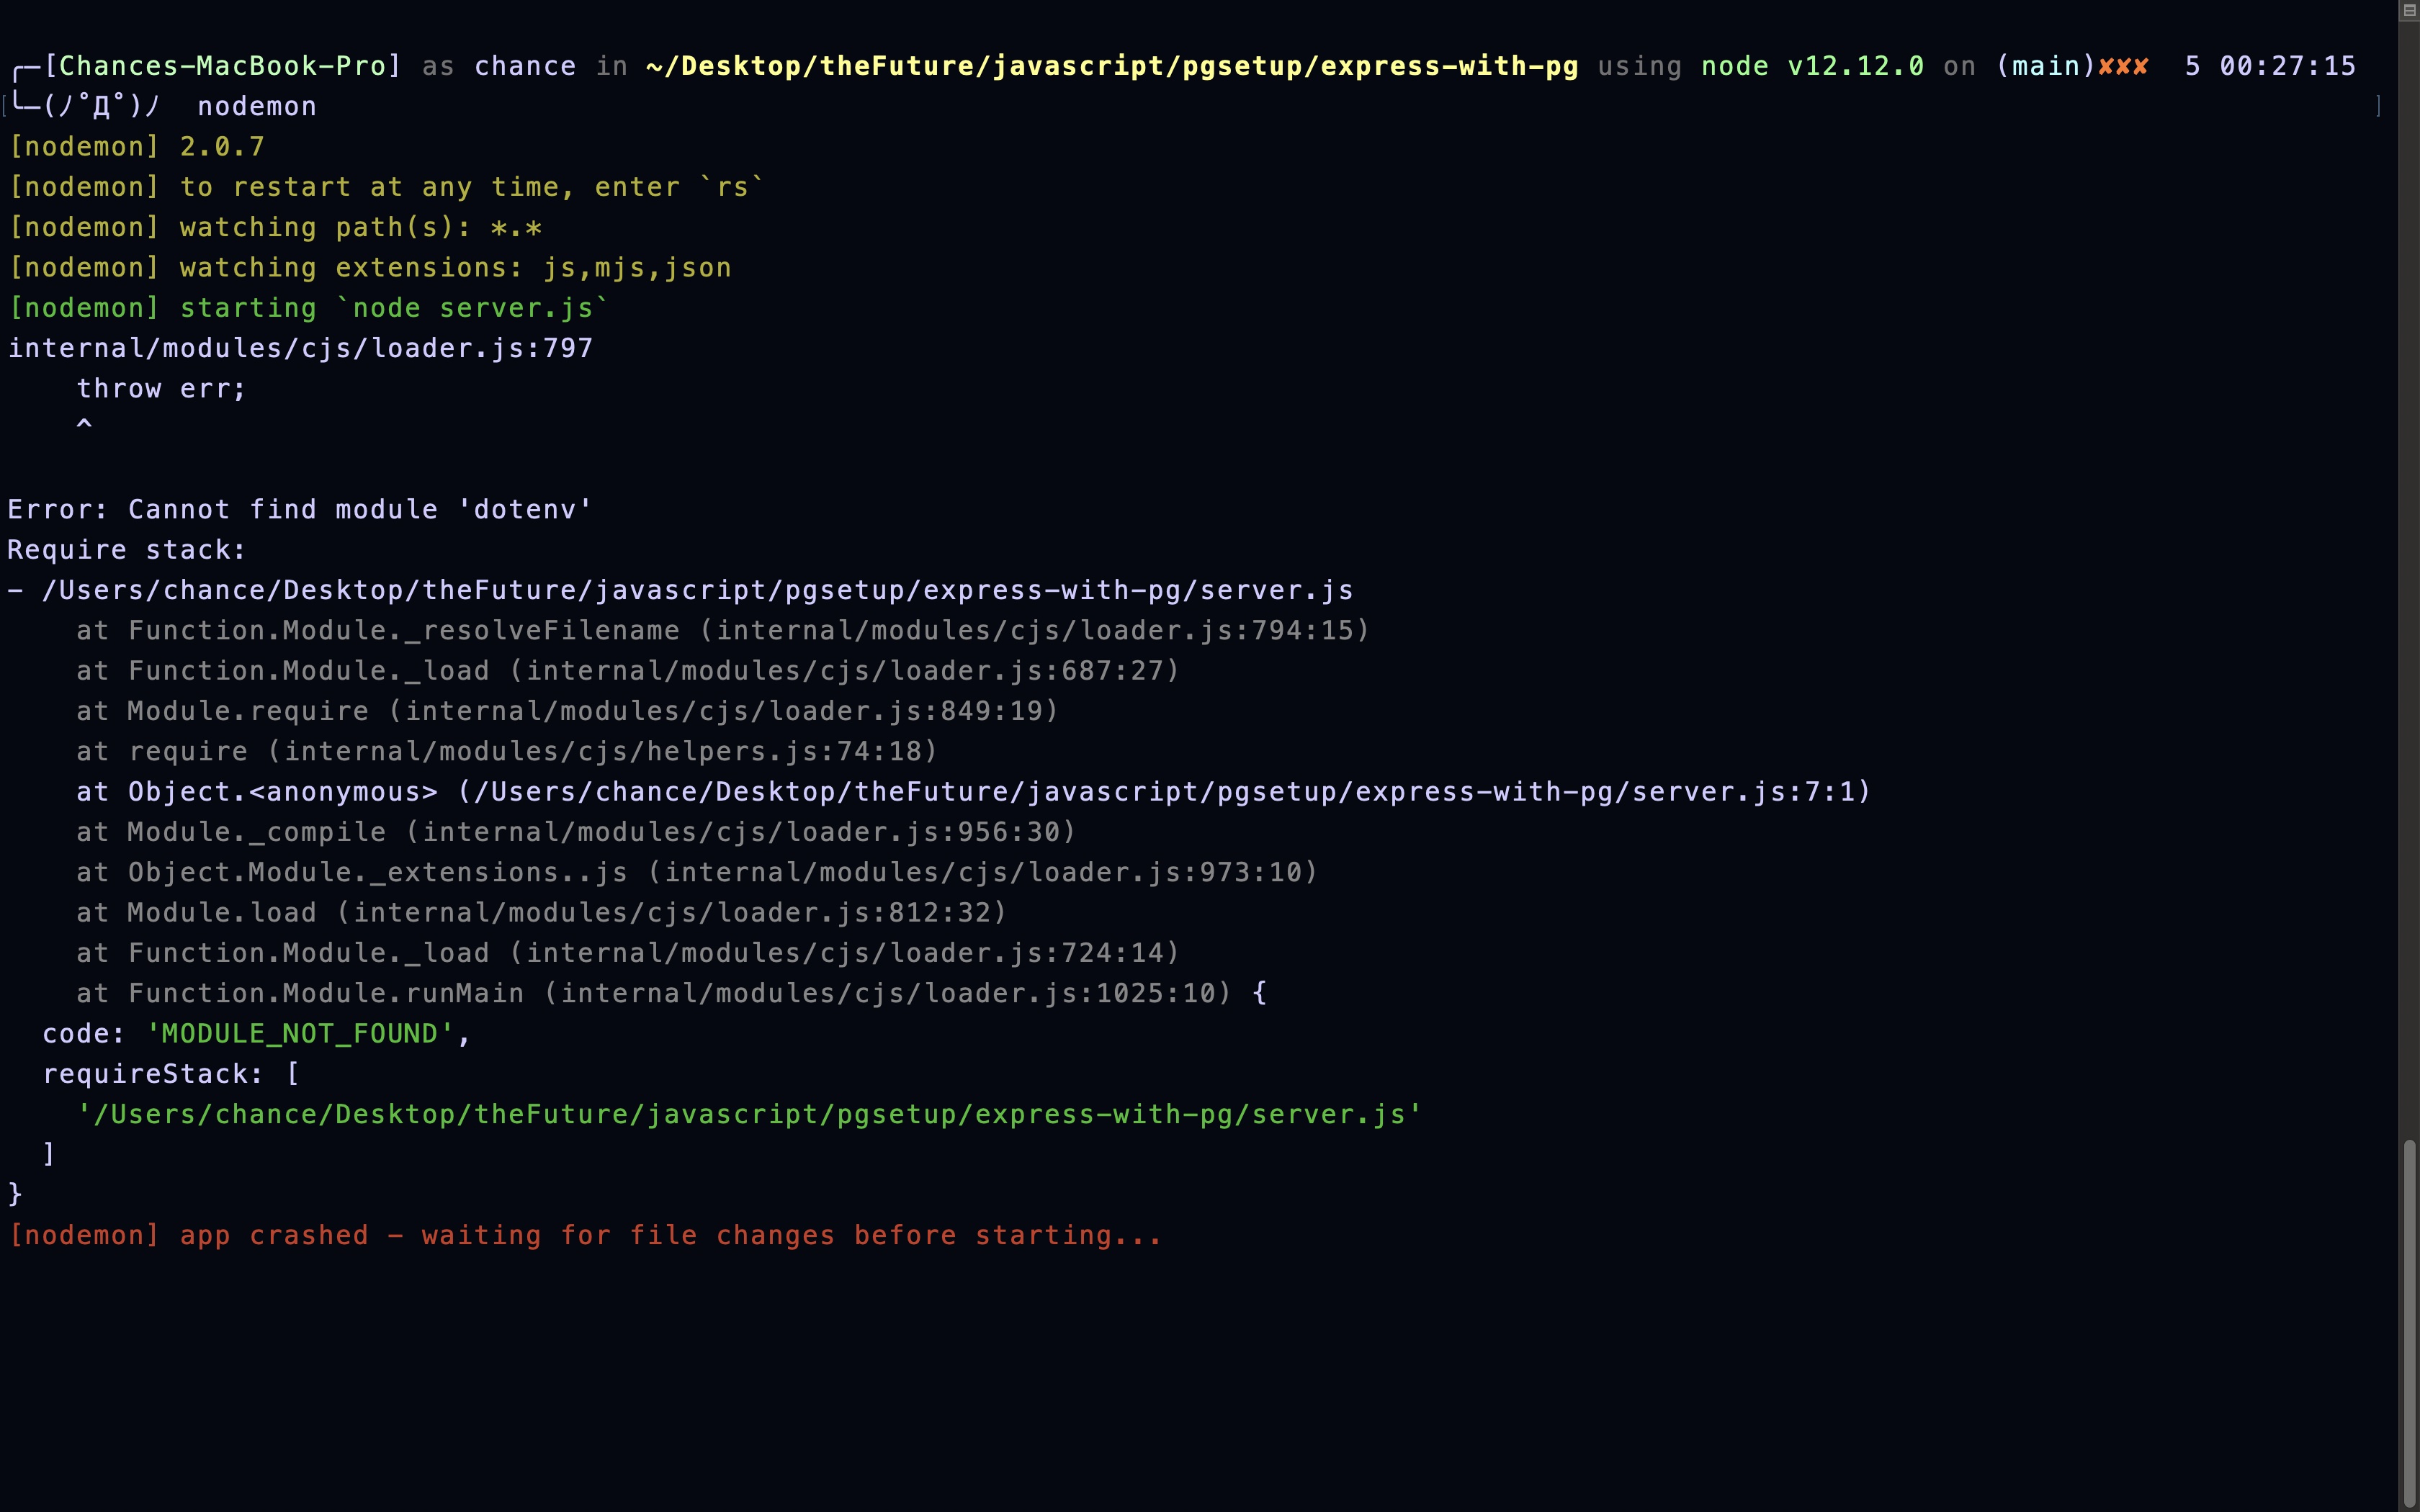 ╭─[Chances-MacBook-Pro] as chance in ~/Desktop/theFuture/javascript/pgsetup/express-with-pg using node v12.12.0 on (main)✘✘✘  5 00:27:15
╰─(ﾉ˚Д˚)ﾉ  nodemon
[nodemon] 2.0.7
[nodemon] to restart at any time, enter `rs`
[nodemon] watching path(s): *.*
[nodemon] watching extensions: js,mjs,json
[nodemon] starting `node server.js`
internal/modules/cjs/loader.js:797
    throw err;
    ^
Error: Cannot find module 'dotenv'
Require stack:
- /Users/chance/Desktop/theFuture/javascript/pgsetup/express-with-pg/server.js
    at Function.Module._resolveFilename (internal/modules/cjs/loader.js:794:15)
    at Function.Module._load (internal/modules/cjs/loader.js:687:27)
    at Module.require (internal/modules/cjs/loader.js:849:19)
    at require (internal/modules/cjs/helpers.js:74:18)
    at Object.<anonymous> (/Users/chance/Desktop/theFuture/javascript/pgsetup/express-with-pg/server.js:7:1)
    at Module._compile (internal/modules/cjs/loader.js:956:30)
    at Object.Module._extensions..js (internal/modules/cjs/loader.js:973:10)
    at Module.load (internal/modules/cjs/loader.js:812:32)
    at Function.Module._load (internal/modules/cjs/loader.js:724:14)
    at Function.Module.runMain (internal/modules/cjs/loader.js:1025:10) {
  code: 'MODULE_NOT_FOUND',
  requireStack: [
    '/Users/chance/Desktop/theFuture/javascript/pgsetup/express-with-pg/server.js'
  ]
}
[nodemon] app crashed - waiting for file changes before starting...